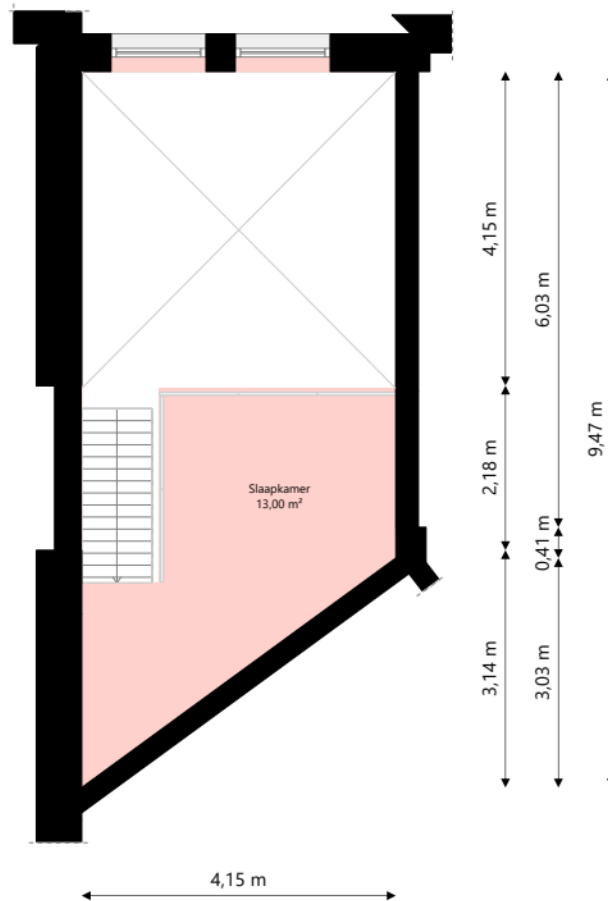 4,15 m
6,03 m
9,47 m
2,18 m
Slaapkamer
13,00 m²
0,41 m
3,14 m
3,03 m
4,15 m